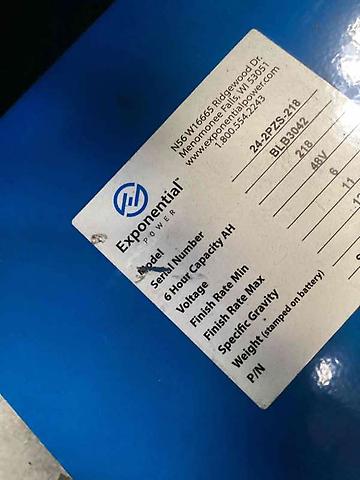 Exponential™
POWER
N56 W16665 Ridgewood Dr.
Menomonee Falls, WI 53051
www.exponentialpower.com
1.800.554.2243
Model 24-2PZS-218
Serial Number BLB3042
6 Hour Capacity AH 218
Voltage 48V
Finish Rate Min 6
Finish Rate Max 11
Specific Gravity
Weight (stamped on battery)
P/N